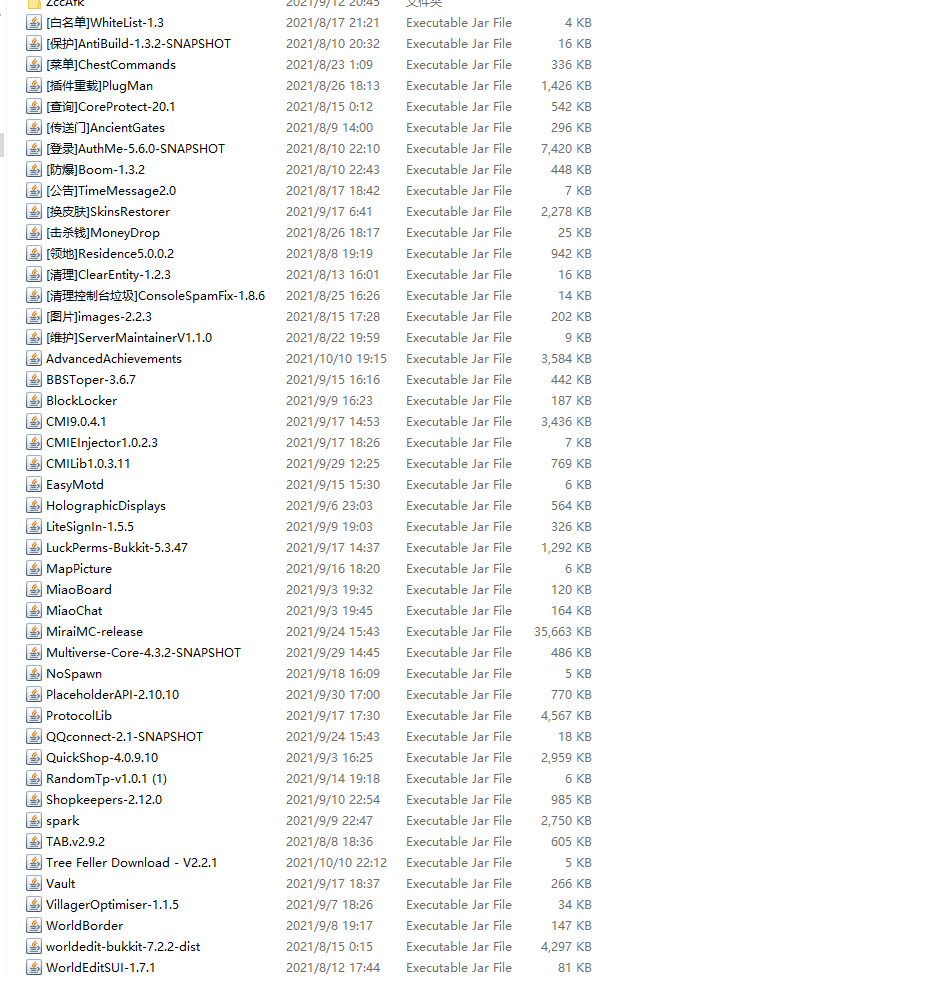 ZccAfk 2021/9/12 20:45 文件夹
[白名单]WhiteList-1.3 2021/8/17 21:21 Executable Jar File 4 KB
[保护]AntiBuild-1.3.2-SNAPSHOT 2021/8/10 20:32 Executable Jar File 16 KB
[菜单]ChestCommands 2021/8/23 1:09 Executable Jar File 336 KB
[插件重载]PlugMan 2021/8/26 18:13 Executable Jar File 1,426 KB
[查询]CoreProtect-20.1 2021/8/15 0:12 Executable Jar File 542 KB
[传送门]AncientGates 2021/8/9 14:00 Executable Jar File 296 KB
[登录]AuthMe-5.6.0-SNAPSHOT 2021/8/10 22:10 Executable Jar File 7,420 KB
[防爆]Boom-1.3.2 2021/8/10 22:43 Executable Jar File 448 KB
[公告]TimeMessage2.0 2021/8/17 18:42 Executable Jar File 7 KB
[换皮肤]SkinsRestorer 2021/9/17 6:41 Executable Jar File 2,278 KB
[击杀钱]MoneyDrop 2021/8/26 18:17 Executable Jar File 25 KB
[领地]Residence5.0.0.2 2021/8/8 19:19 Executable Jar File 942 KB
[清理]ClearEntity-1.2.3 2021/8/13 16:01 Executable Jar File 16 KB
[清理控制台垃圾]ConsoleSpamFix-1.8.6 2021/8/25 16:26 Executable Jar File 14 KB
[图片]images-2.2.3 2021/8/15 17:28 Executable Jar File 202 KB
[维护]ServerMaintainerV1.1.0 2021/8/22 19:59 Executable Jar File 9 KB
AdvancedAchievements 2021/10/10 19:15 Executable Jar File 3,584 KB
BBSToper-3.6.7 2021/9/15 16:16 Executable Jar File 442 KB
BlockLocker 2021/9/9 16:23 Executable Jar File 187 KB
CMI9.0.4.1 2021/9/17 14:53 Executable Jar File 3,436 KB
CMIEInjector1.0.2.3 2021/9/17 18:26 Executable Jar File 7 KB
CMILib1.0.3.11 2021/9/29 12:25 Executable Jar File 769 KB
EasyMotd 2021/9/15 15:30 Executable Jar File 6 KB
HolographicDisplays 2021/9/6 23:03 Executable Jar File 564 KB
LiteSignIn-1.5.5 2021/9/9 19:03 Executable Jar File 326 KB
LuckPerms-Bukkit-5.3.47 2021/9/17 14:37 Executable Jar File 1,292 KB
MapPicture 2021/9/16 18:20 Executable Jar File 6 KB
MiaoBoard 2021/9/3 19:32 Executable Jar File 120 KB
MiaoChat 2021/9/3 19:45 Executable Jar File 164 KB
MiraiMC-release 2021/9/24 15:43 Executable Jar File 35,663 KB
Multiverse-Core-4.3.2-SNAPSHOT 2021/9/29 14:45 Executable Jar File 486 KB
NoSpawn 2021/9/18 16:09 Executable Jar File 5 KB
PlaceholderAPI-2.10.10 2021/9/30 17:00 Executable Jar File 770 KB
ProtocolLib 2021/9/17 17:30 Executable Jar File 4,567 KB
QQconnect-2.1-SNAPSHOT 2021/9/24 15:43 Executable Jar File 18 KB
QuickShop-4.0.9.10 2021/9/3 16:25 Executable Jar File 2,959 KB
RandomTp-v1.0.1 (1) 2021/9/14 19:18 Executable Jar File 6 KB
Shopkeepers-2.12.0 2021/9/10 22:54 Executable Jar File 985 KB
spark 2021/9/9 22:47 Executable Jar File 2,750 KB
TAB.v2.9.2 2021/8/8 18:36 Executable Jar File 605 KB
Tree Feller Download - V2.2.1 2021/10/10 22:12 Executable Jar File 5 KB
Vault 2021/9/17 18:37 Executable Jar File 266 KB
VillagerOptimiser-1.1.5 2021/9/7 18:26 Executable Jar File 34 KB
WorldBorder 2021/9/8 19:17 Executable Jar File 147 KB
worldedit-bukkit-7.2.2-dist 2021/8/15 0:15 Executable Jar File 4,297 KB
WorldEditSUI-1.7.1 2021/8/12 17:44 Executable Jar File 81 KB